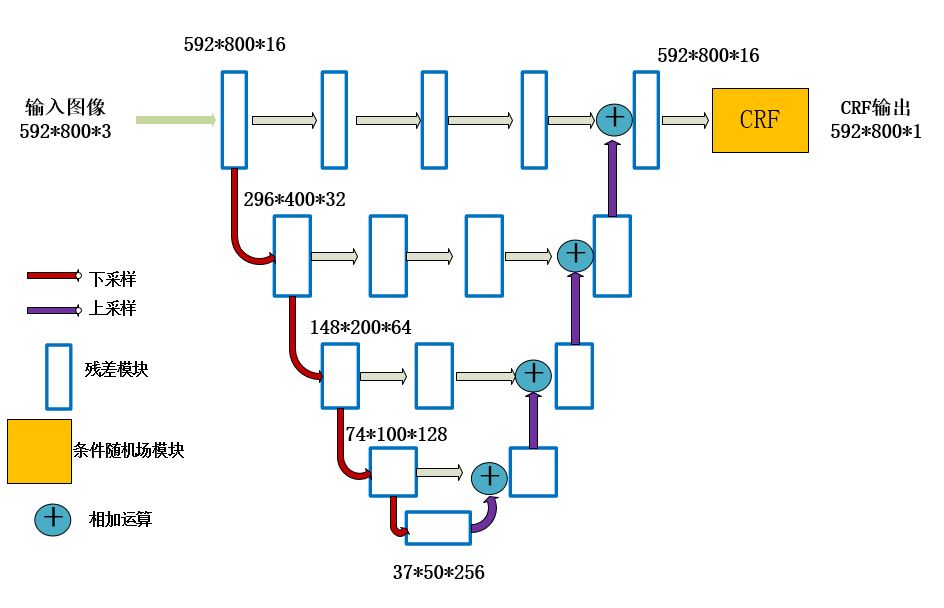 592*800*16
592*800*16
输入图像
592*800*3
CRF
CRF输出
592*800*1
296*400*32
下采样
上采样
148*200*64
残差模块
74*100*128
条件随机场模块
相加运算
37*50*256